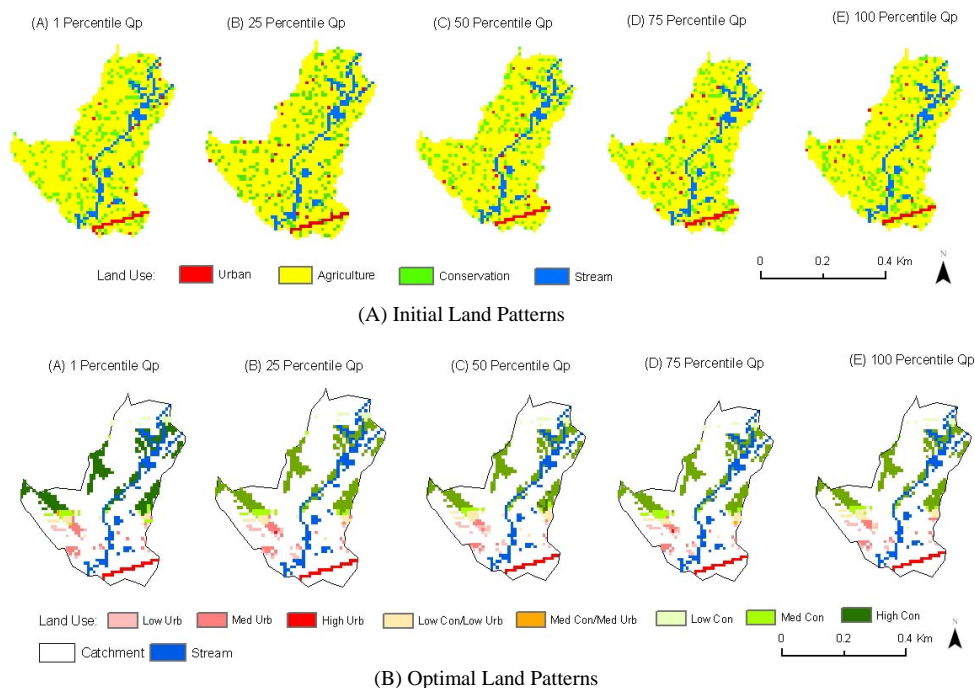 (A) 1 Percentile Qp (B) 25 Percentile Qp (C) 50 Percentile Qp (D) 75 Percentile Qp (E) 100 Percentile Qp
Land Use: Urban Agriculture Conservation Stream
0 0.2 0.4 Km
N
(A) Initial Land Patterns
(A) 1 Percentile Qp (B) 25 Percentile Qp (C) 50 Percentile Qp (D) 75 Percentile Qp (E) 100 Percentile Qp
Land Use: Low Urb Med Urb High Urb Low Con/Low Urb Med Con/Med Urb Low Con Med Con High Con
Catchment Stream
0 0.2 0.4 Km
N
(B) Optimal Land Patterns